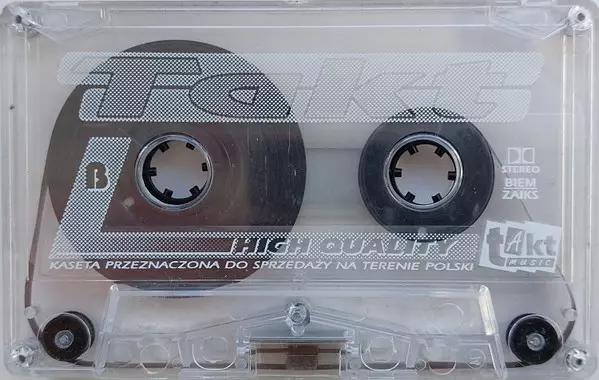 Takt
B
STEREO
BIEM
ZAIKS
HIGH QUALITY
takt
MUSIC
KASETA PRZEZNACZONA DO SPRZEDAŻY NA TERENIE POLSKI